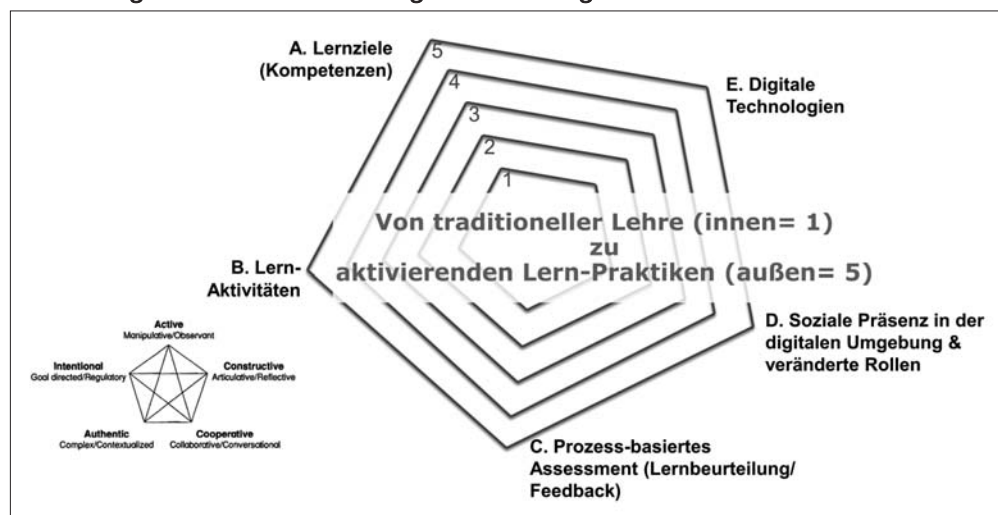 A. Lernziele
(Kompetenzen)
5
4
3
2
1
E. Digitale
Technologien
Von traditioneller Lehre (innen= 1)
zu
aktivierenden Lern-Praktiken (außen= 5)
B. Lern-
Aktivitäten
D. Soziale Präsenz in der
digitalen Umgebung &
veränderte Rollen
C. Prozess-basiertes
Assessment (Lernbeurteilung/
Feedback)
Active
Manipulative/Observant
Intentional
Goal directed/Regulatory
Constructive
Articulative/Reflective
Authentic
Complex/Contextualized
Cooperative
Collaborative/Conversational